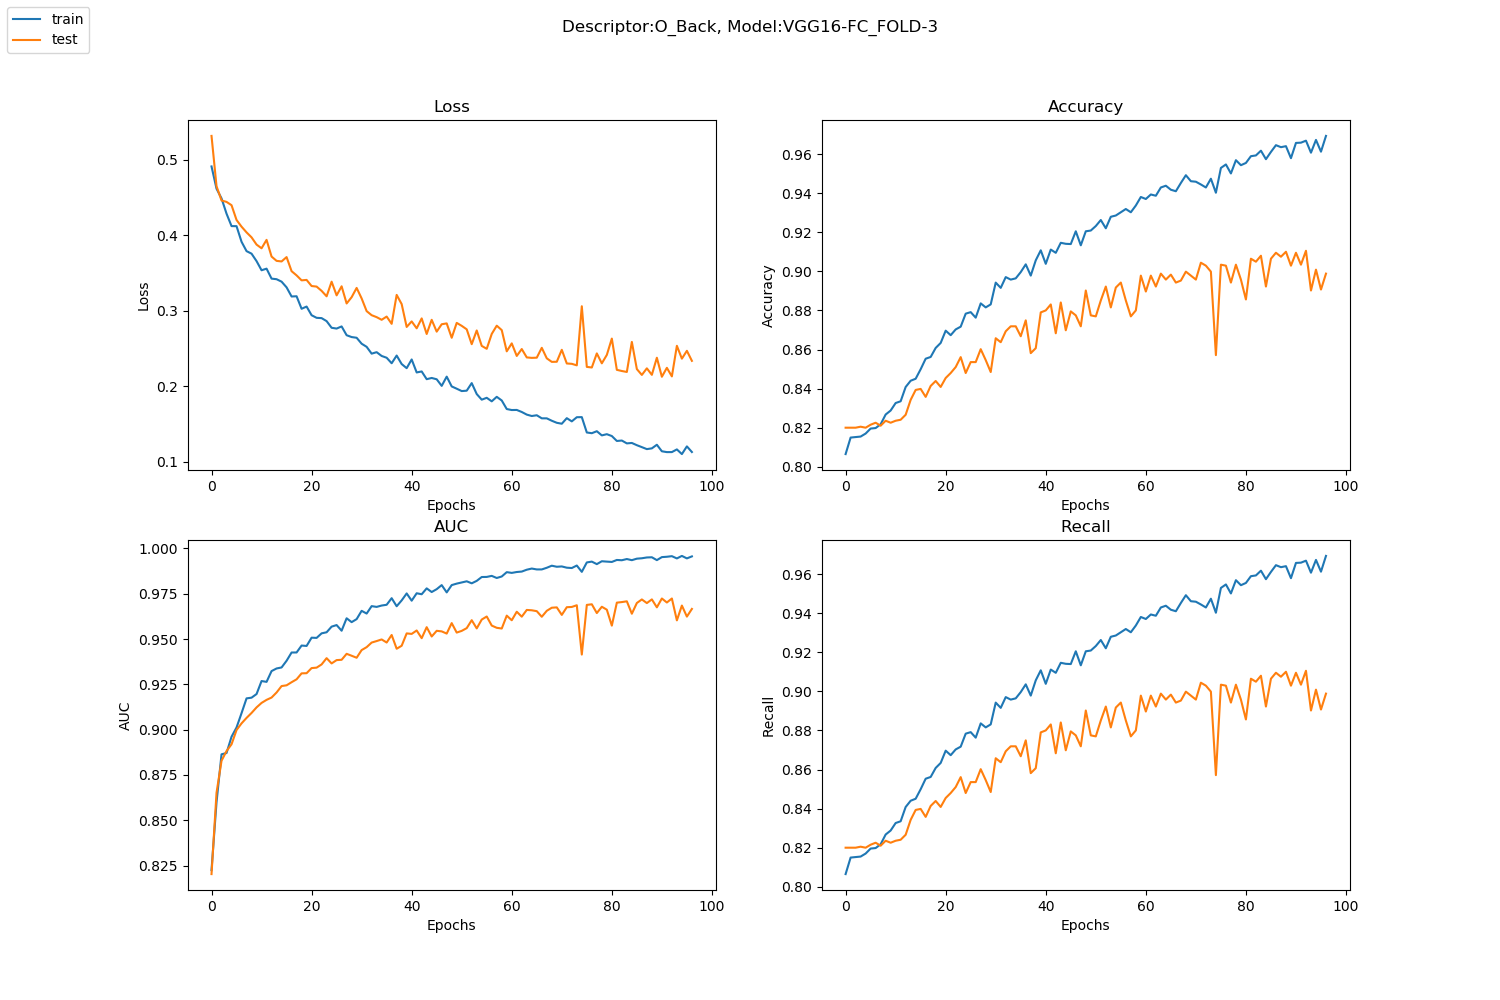 train
test
Descriptor:O_Back, Model:VGG16-FC_FOLD-3
Loss
Loss
0.5
0.4
0.3
0.2
0.1
0 20 40 60 80 100
Epochs
Accuracy
Accuracy
0.96
0.94
0.92
0.90
0.88
0.86
0.84
0.82
0.80
0 20 40 60 80 100
Epochs
AUC
AUC
1.000
0.975
0.950
0.925
0.900
0.875
0.850
0.825
0 20 40 60 80 100
Epochs
Recall
Recall
0.96
0.94
0.92
0.90
0.88
0.86
0.84
0.82
0.80
0 20 40 60 80 100
Epochs